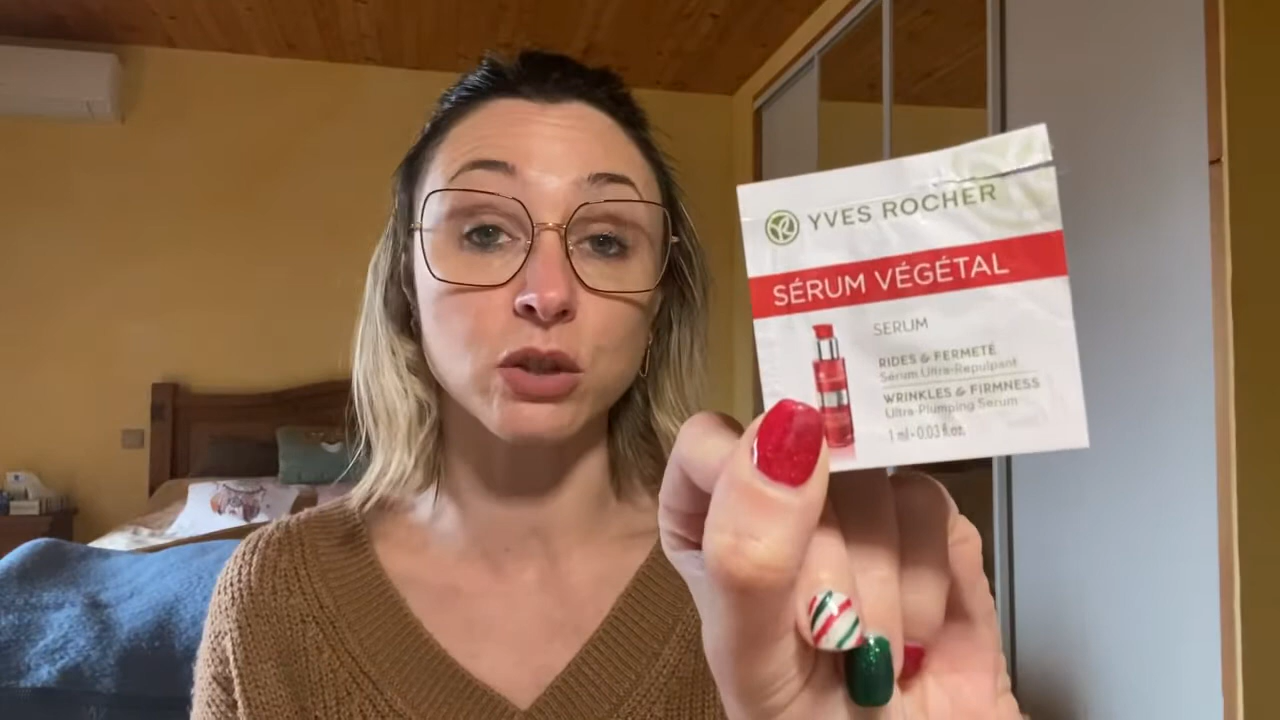 YVES ROCHER
SÉRUM VÉGÉTAL
SERUM
RIDES & FERMETÉ
Sérum Ultra-Repulpant
WRINKLES & FIRMNESS
Ultra-Plumping Serum
1 ml - 0.03 fl.oz.